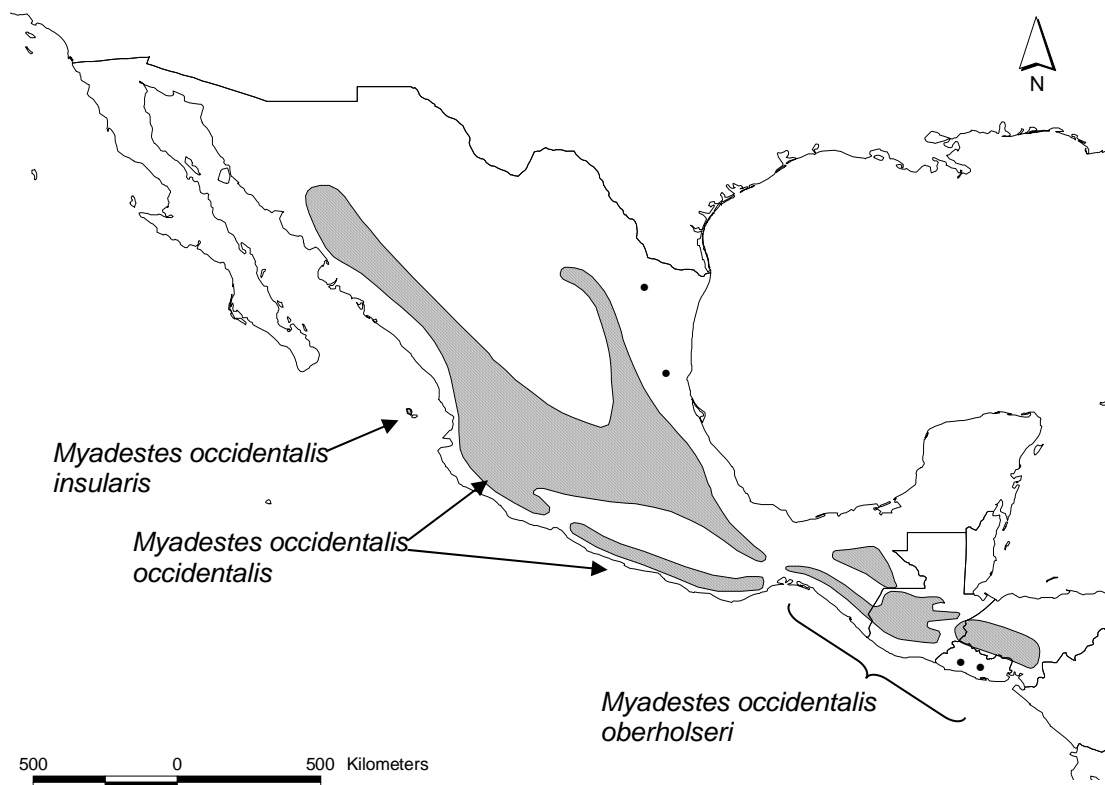 N
Myadestes occidentalis
insularis
Myadestes occidentalis
occidentalis
Myadestes occidentalis
oberholseri
500 0 500 Kilometers